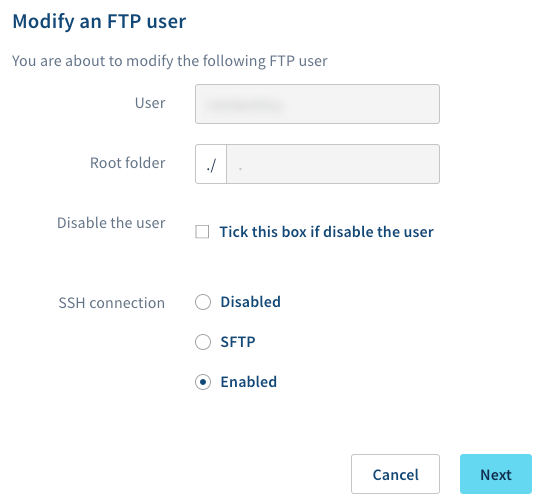 Modify an FTP user
You are about to modify the following FTP user
User
Root folder ./ .
Disable the user Tick this box if disable the user
SSH connection Disabled
SFTP
Enabled
Cancel Next